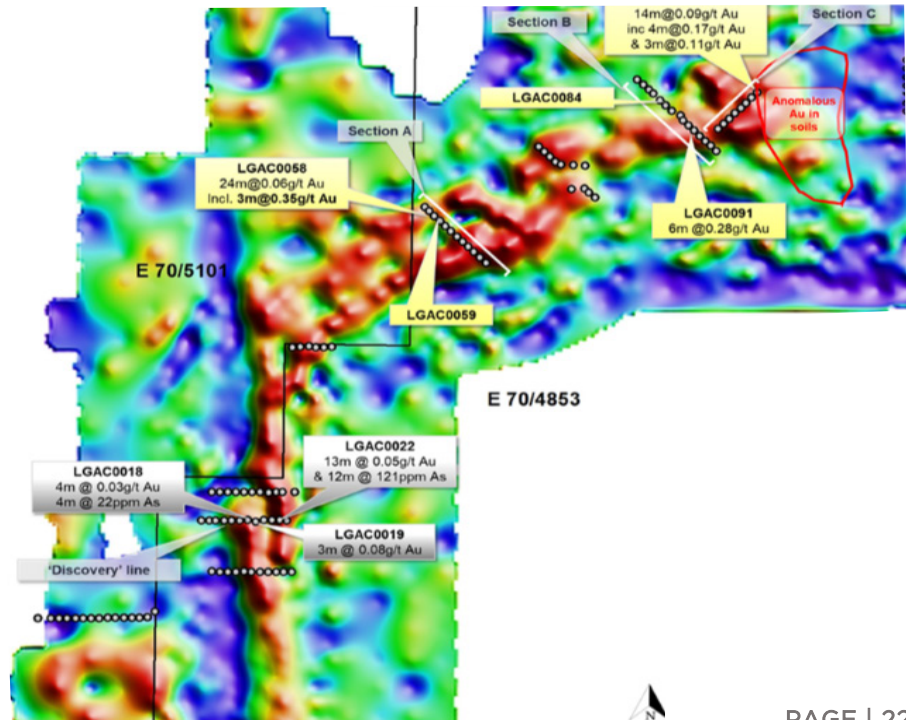 Section B
14m@0.09g/t Au
inc 4m@0.17g/t Au
& 3m@0.11g/t Au
Section C
LGAC0084
Anomalous
Au in
soils
Section A
LGAC0058
24m@0.06g/t Au
Incl. 3m@0.35g/t Au
LGAC0091
6m @0.28g/t Au
E 70/5101
LGAC0059
E 70/4853
LGAC0022
13m @ 0.05g/t Au
& 12m @ 121ppm As
LGAC0018
4m @ 0.03g/t Au
4m @ 22ppm As
LGAC0019
3m @ 0.08g/t Au
'Discovery' line
N
PAGE | 22